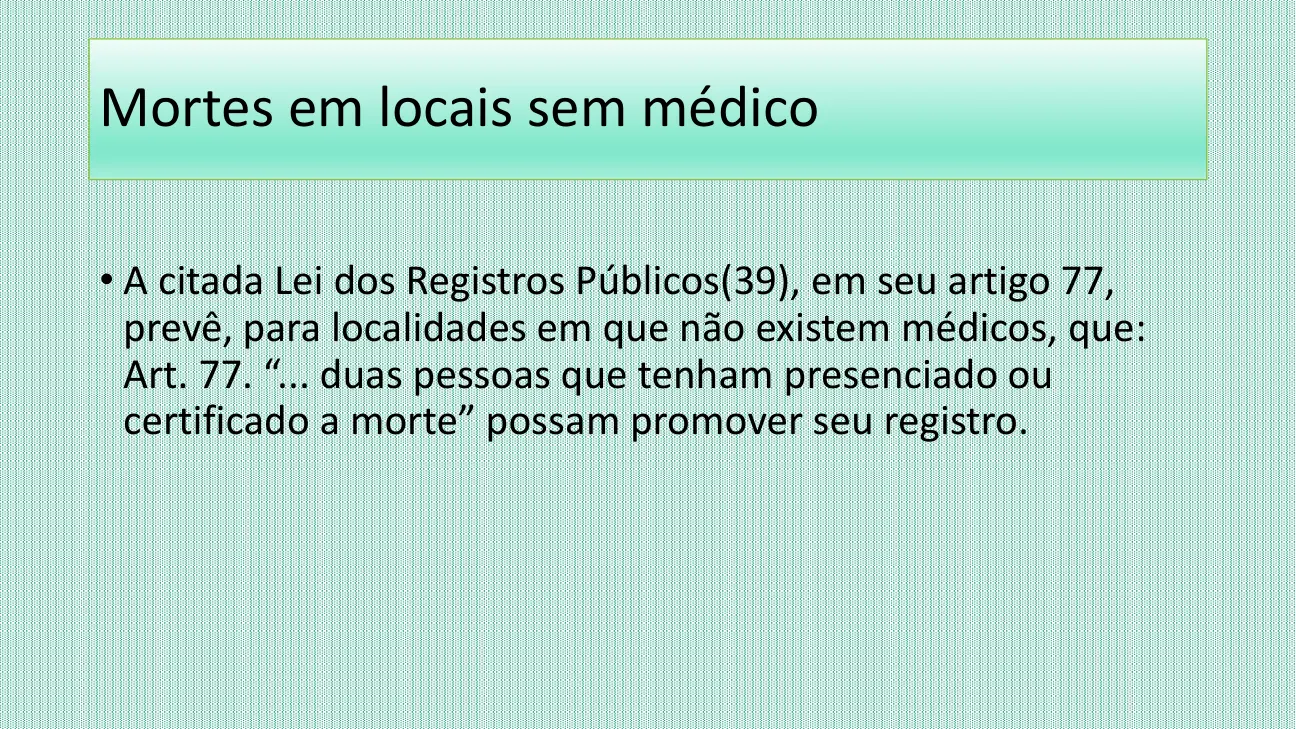 Mortes em locais sem médico
• A citada Lei dos Registros Públicos(39), em seu artigo 77,
prevê, para localidades em que não existem médicos, que:
Art. 77. “... duas pessoas que tenham presenciado ou
certificado a morte” possam promover seu registro.